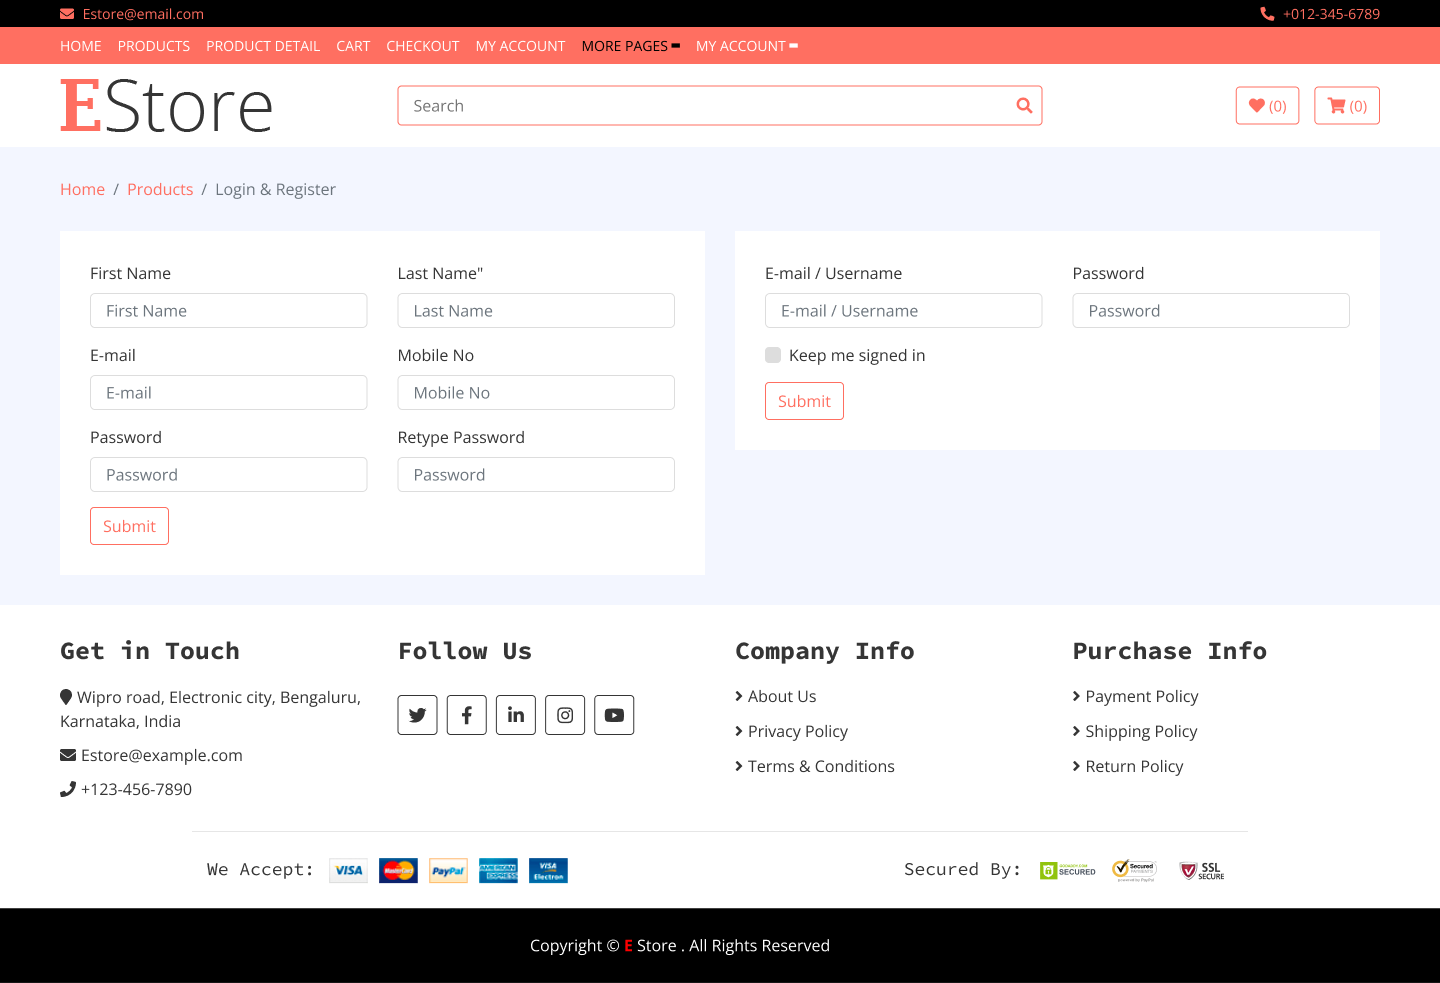 Estore@email.com +012-345-6789
HOME PRODUCTS PRODUCT DETAIL CART CHECKOUT MY ACCOUNT MORE PAGES MY ACCOUNT
EStore
Search
(0) (0)
Home / Products / Login & Register
First Name Last Name"
First Name Last Name
E-mail Mobile No
E-mail Mobile No
Password Retype Password
Password Password
Submit
E-mail / Username Password
E-mail / Username Password
Keep me signed in
Submit
Get in Touch
Wipro road, Electronic city, Bengaluru,
Karnataka, India
Estore@example.com
+123-456-7890
Follow Us
Company Info
About Us
Privacy Policy
Terms & Conditions
Purchase Info
Payment Policy
Shipping Policy
Return Policy
We Accept: VISA MasterCard PayPal AMERICAN EXPRESS VISA Electron
Secured By: SECURED Secured SSL SECURE
Copyright © E Store . All Rights Reserved